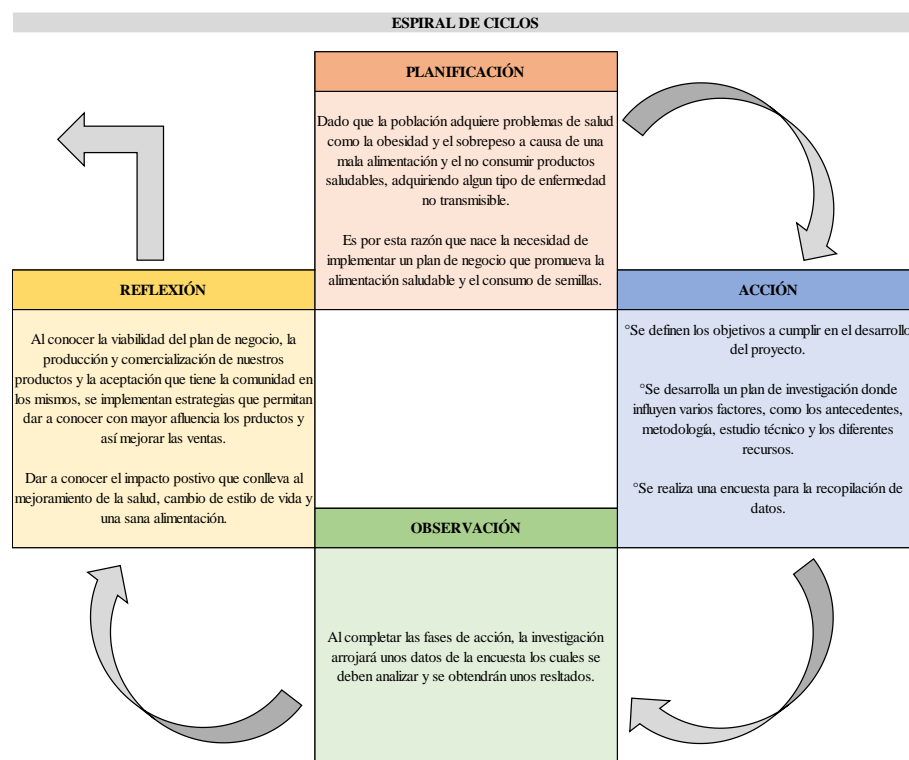 ESPIRAL DE CICLOS
PLANIFICACIÓN
Dado que la población adquiere problemas de salud
como la obesidad y el sobrepeso a causa de una
mala alimentación y el no consumir productos
saludables, adquiriendo algun tipo de enfermedad
no transmisible.
Es por esta razón que nace la necesidad de
implementar un plan de negocio que promueva la
alimentación saludable y el consumo de semillas.
REFLEXIÓN
Al conocer la viabilidad del plan de negocio, la
producción y comercialización de nuestros
productos y la aceptación que tiene la comunidad en
los mismos, se implementan estrategias que permitan
dar a conocer con mayor afluencia los prductos y
así mejorar las ventas.
Dar a conocer el impacto postivo que conlleva al
mejoramiento de la salud, cambio de estilo de vida y
una sana alimentación.
ACCIÓN
°Se definen los objetivos a cumplir en el desarrollo
del proyecto.
°Se desarrolla un plan de investigación donde
influyen varios factores, como los antecedentes,
metodología, estudio técnico y los diferentes
recursos.
°Se realiza una encuesta para la recopilación de
datos.
OBSERVACIÓN
Al completar las fases de acción, la investigación
arrojará unos datos de la encuesta los cuales se
deben analizar y se obtendrán unos resltados.